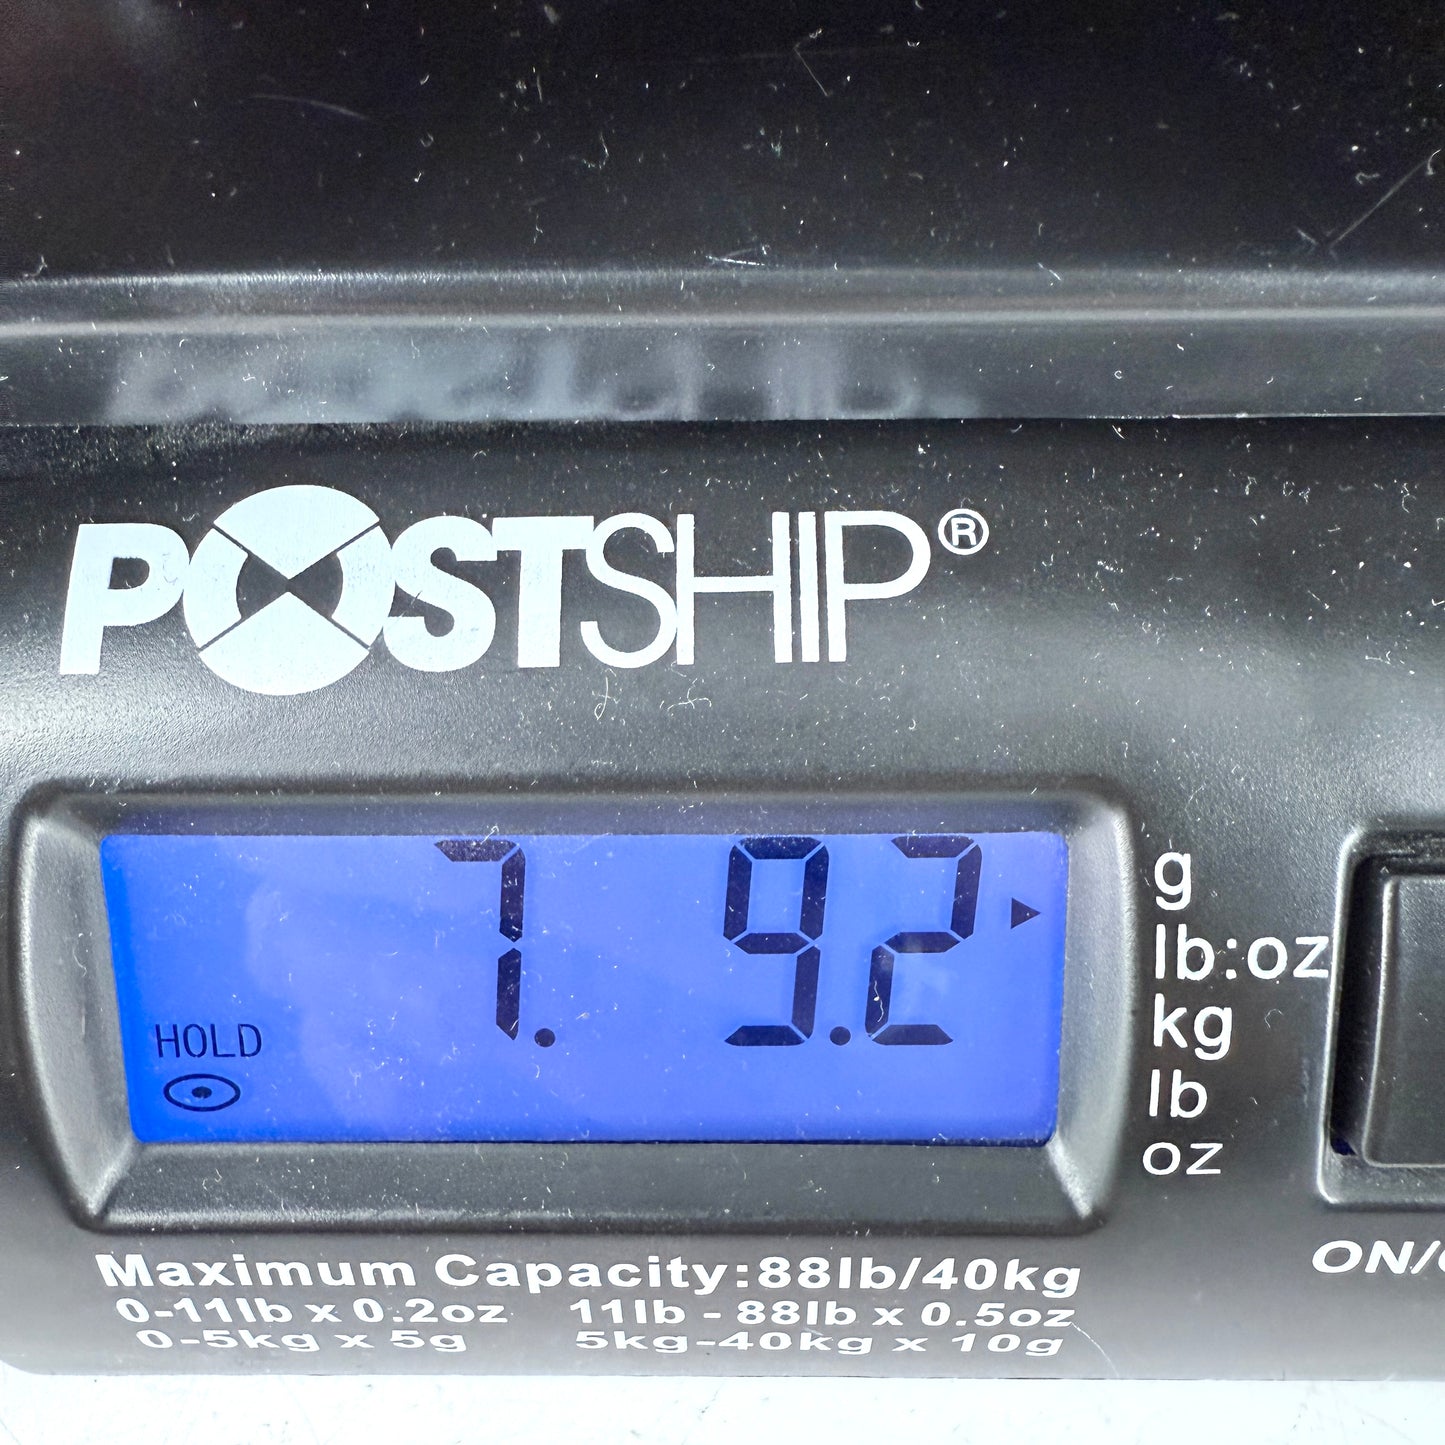 POSTSHIP®
7. 9.2
HOLD
g
lb:oz
kg
lb
oz
ON/
Maximum Capacity:88lb/40kg
0-11lb x 0.2oz 11lb - 88lb x 0.5oz
0-5kg x 5g 5kg-40kg x 10g